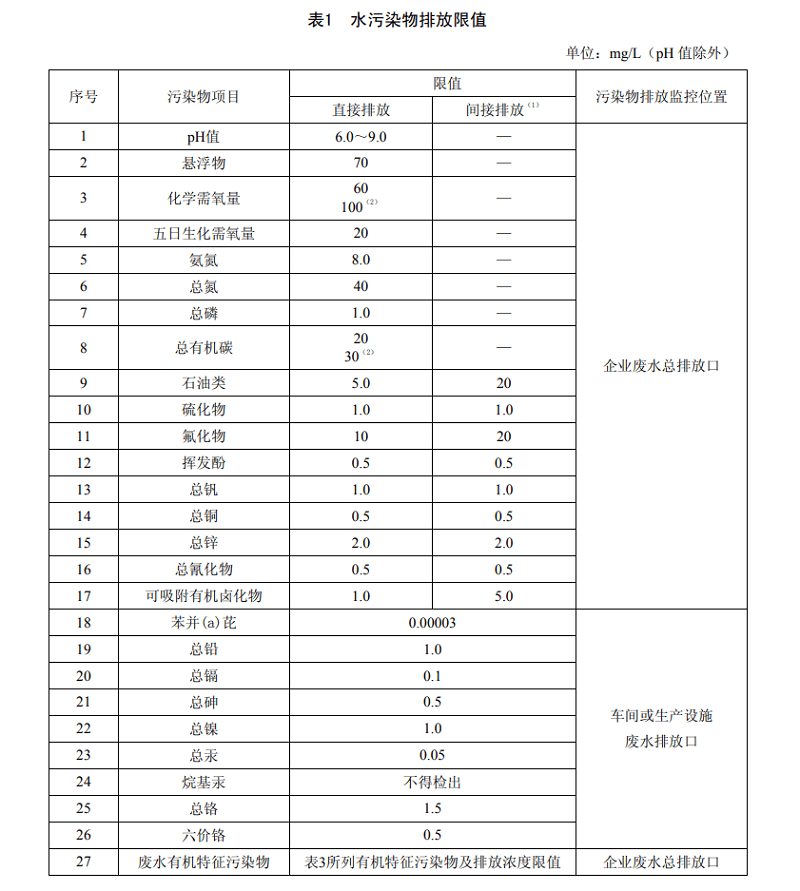 表1 水污染物排放限值
单位：mg/L（pH 值除外）
序号 污染物项目 限值 污染物排放监控位置
直接排放 间接排放（1）
1 pH值 6.0～9.0 —
2 悬浮物 70 —
3 化学需氧量 60 —
100（2）
4 五日生化需氧量 20 —
5 氨氮 8.0 —
6 总氮 40 —
7 总磷 1.0 —
8 总有机碳 20 —
30（2）
企业废水总排放口
9 石油类 5.0 20
10 硫化物 1.0 1.0
11 氟化物 10 20
12 挥发酚 0.5 0.5
13 总钒 1.0 1.0
14 总铜 0.5 0.5
15 总锌 2.0 2.0
16 总氰化物 0.5 0.5
17 可吸附有机卤化物 1.0 5.0
18 苯并(a)芘 0.00003
19 总铅 1.0
20 总镉 0.1
21 总砷 0.5
22 总镍 1.0
车间或生产设施
废水排放口
23 总汞 0.05
24 烷基汞 不得检出
25 总铬 1.5
26 六价铬 0.5
27 废水有机特征污染物 表3所列有机特征污染物及排放浓度限值 企业废水总排放口